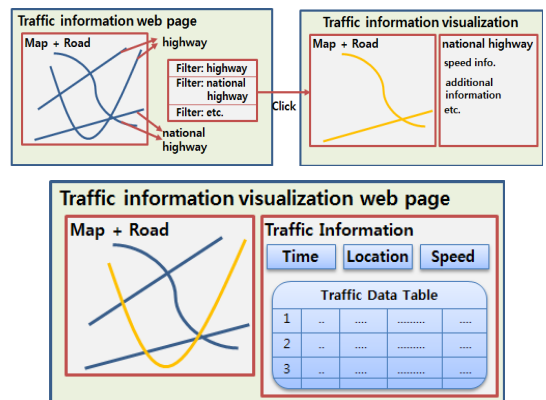 Traffic information web page
Map + Road
highway
Filter: highway
Filter: national
highway
Filter: etc.
national
highway
Click
Traffic information visualization
Map + Road
national highway
speed info.
additional
information
etc.
Traffic information visualization web page
Map + Road
Traffic Information
Time
Location
Speed
Traffic Data Table
1 .. .... ......... ....
2 .. .... ......... ....
3 .. .... ......... ....